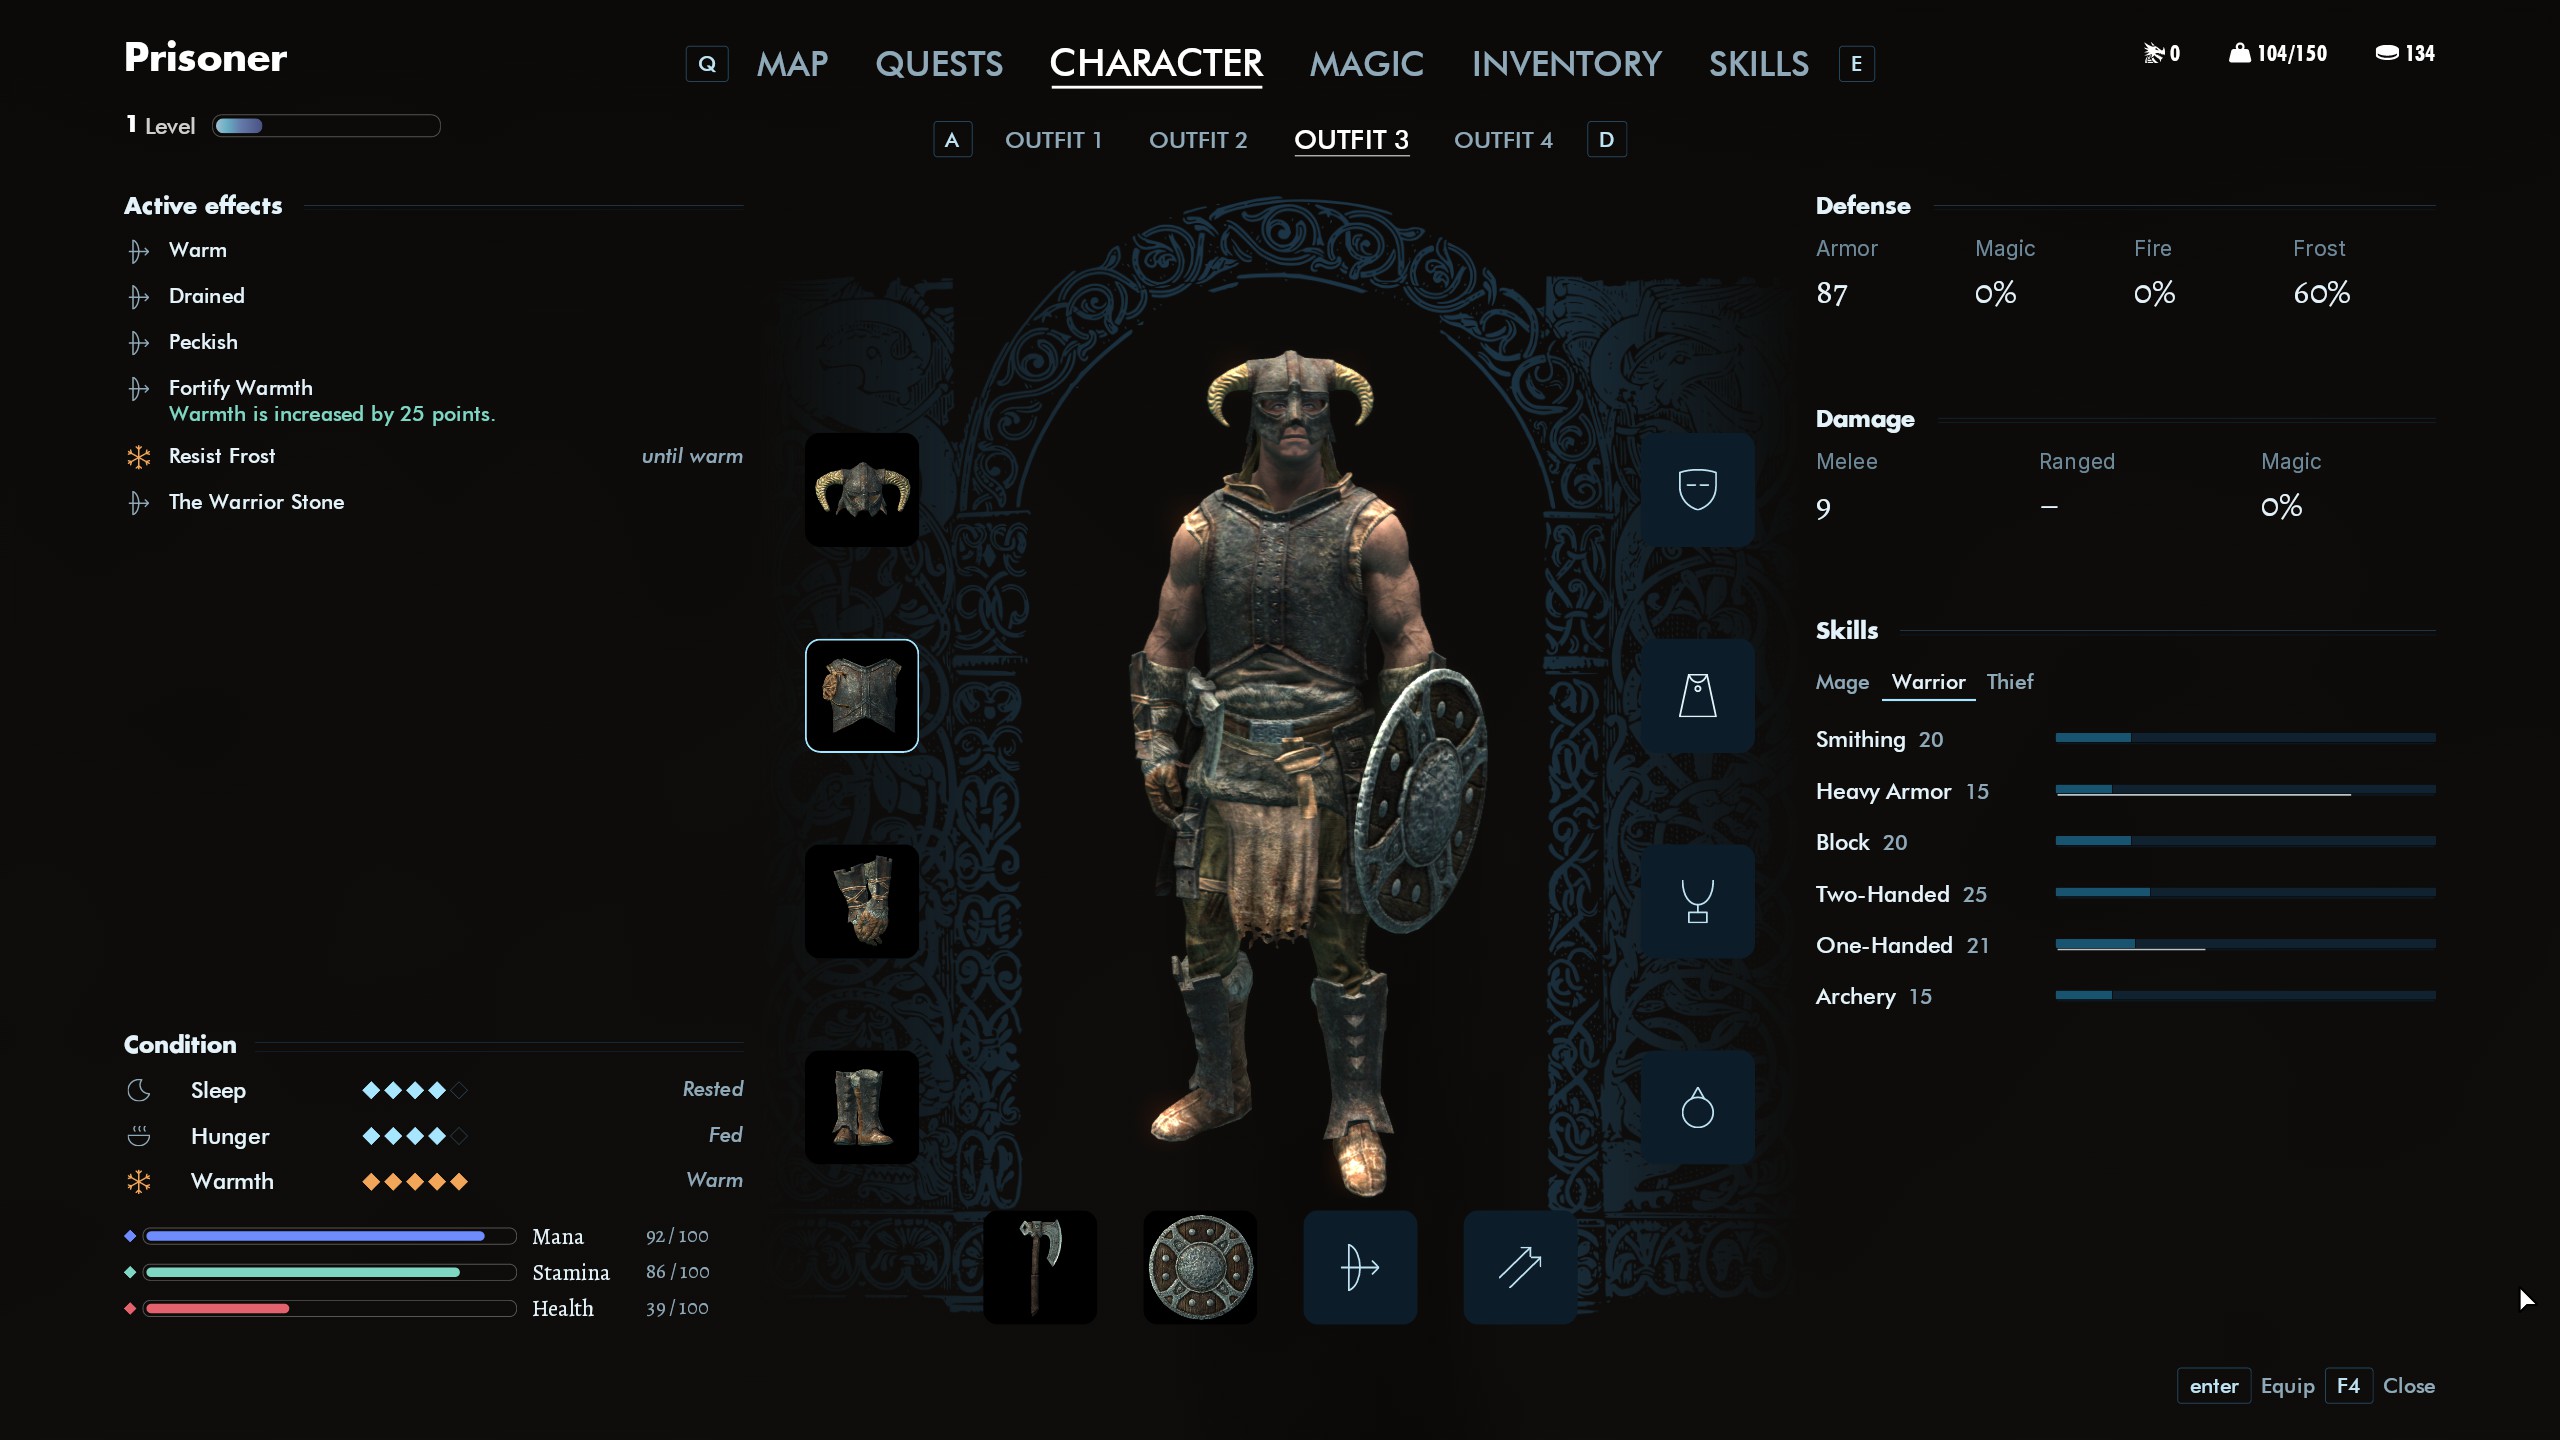 Prisoner
Q MAP QUESTS CHARACTER MAGIC INVENTORY SKILLS E
0 104/150 134
1 Level
A OUTFIT 1 OUTFIT 2 OUTFIT 3 OUTFIT 4 D
Active effects
Warm
Drained
Peckish
Fortify Warmth
Warmth is increased by 25 points.
Resist Frost until warm
The Warrior Stone
Condition
Sleep Rested
Hunger Fed
Warmth Warm
Mana 92/100
Stamina 86/100
Health 39/100
Defense
Armor Magic Fire Frost
87 0% 0% 60%
Damage
Melee Ranged Magic
9 – 0%
Skills
Mage Warrior Thief
Smithing 20
Heavy Armor 15
Block 20
Two-Handed 25
One-Handed 21
Archery 15
enter Equip F4 Close